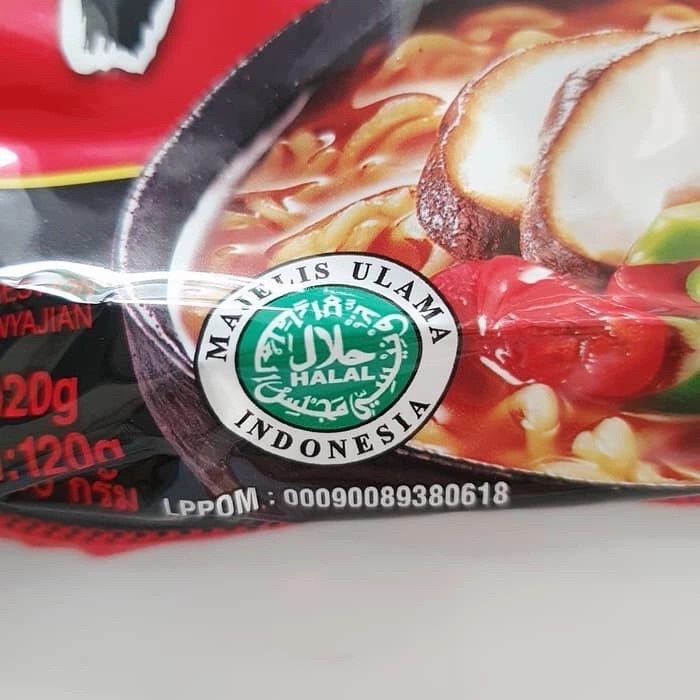 NYAJIAN
120g
:120g
กรัม
MAJELIS ULAMA
حلال
HALAL
INDONESIA
LPPOM : 00090089380618